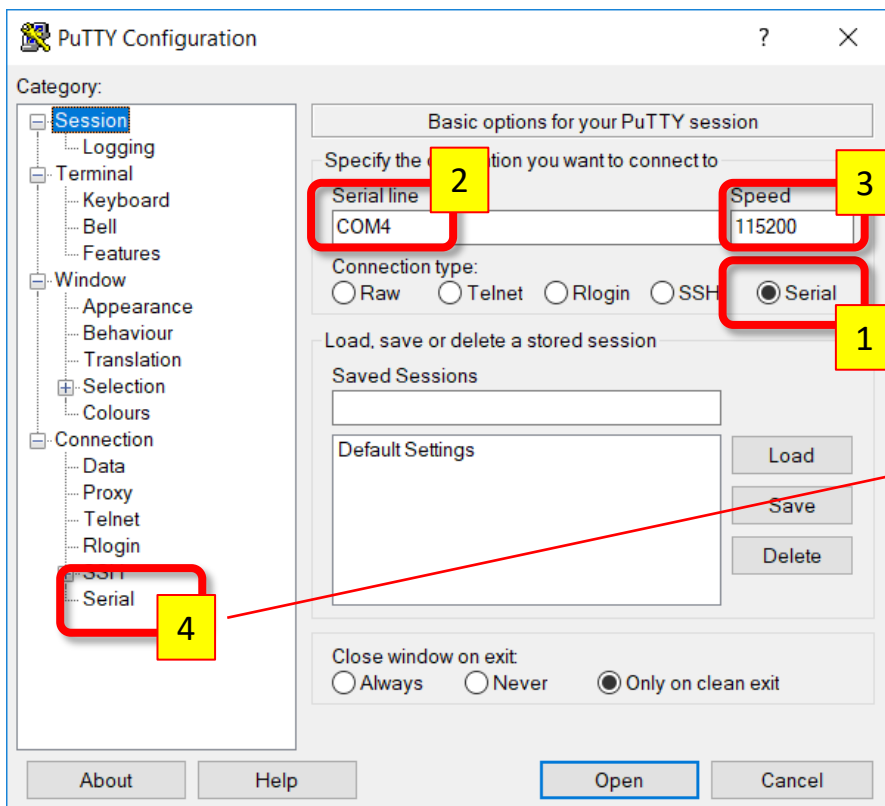 PuTTY Configuration ? ×
Category:
Session
Logging
Terminal
Keyboard
Bell
Features
Window
Appearance
Behaviour
Translation
Selection
Colours
Connection
Data
Proxy
Telnet
Rlogin
SSH
Serial
4
Basic options for your PuTTY session
Specify the tion you want to connect to
2
3
Serial line Speed
COM4 115200
Connection type:
Raw Telnet Rlogin SSH Serial
1
Load, save or delete a stored session
Saved Sessions
Default Settings
Load
Save
Delete
Close window on exit:
Always Never Only on clean exit
About Help Open Cancel